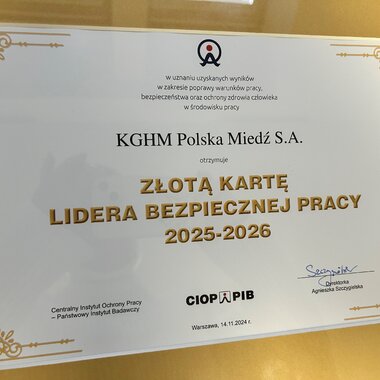 w uznaniu uzyskanych wyników
w zakresie poprawy warunków pracy,
bezpieczeństwa oraz ochrony zdrowia człowieka
w środowisku pracy
KGHM Polska Miedź S.A.
otrzymuje
ZŁOTĄ KARTĘ
LIDERA BEZPIECZNEJ PRACY
2025-2026
Szczygielska
Dyrektorka
Agnieszka Szczygielska
Centralny Instytut Ochrony Pracy
– Państwowy Instytut Badawczy
CIOP PIB
Warszawa, 14.11.2024 r.